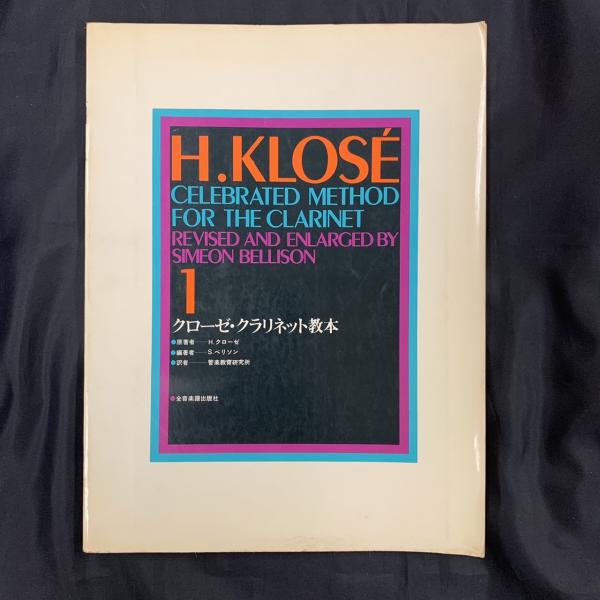 H.KLOSÉ
CELEBRATED METHOD
FOR THE CLARINET
REVISED AND ENLARGED BY
SIMEON BELLISON
1
クローゼ・クラリネット教本
●原著者──H.クローゼ
●編著者──S.ベリソン
●訳者──管楽教育研究所
●全音楽譜出版社